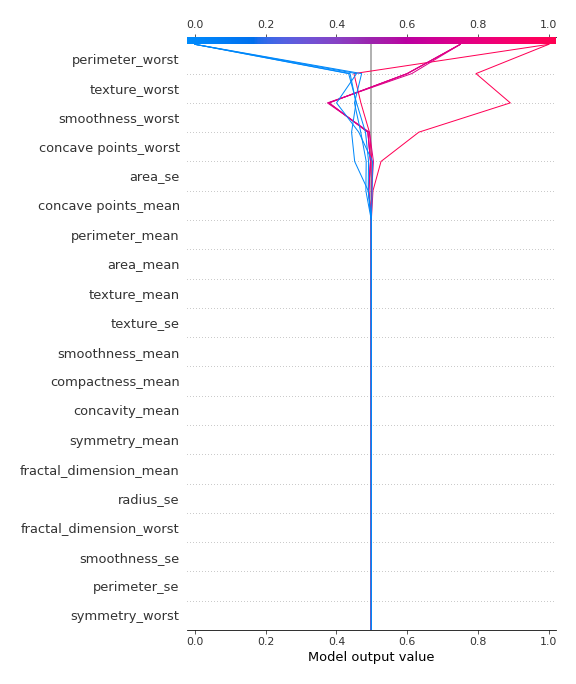 0.0 0.2 0.4 0.6 0.8 1.0
perimeter_worst
texture_worst
smoothness_worst
concave points_worst
area_se
concave points_mean
perimeter_mean
area_mean
texture_mean
texture_se
smoothness_mean
compactness_mean
concavity_mean
symmetry_mean
fractal_dimension_mean
radius_se
fractal_dimension_worst
smoothness_se
perimeter_se
symmetry_worst
0.0 0.2 0.4 0.6 0.8 1.0
Model output value